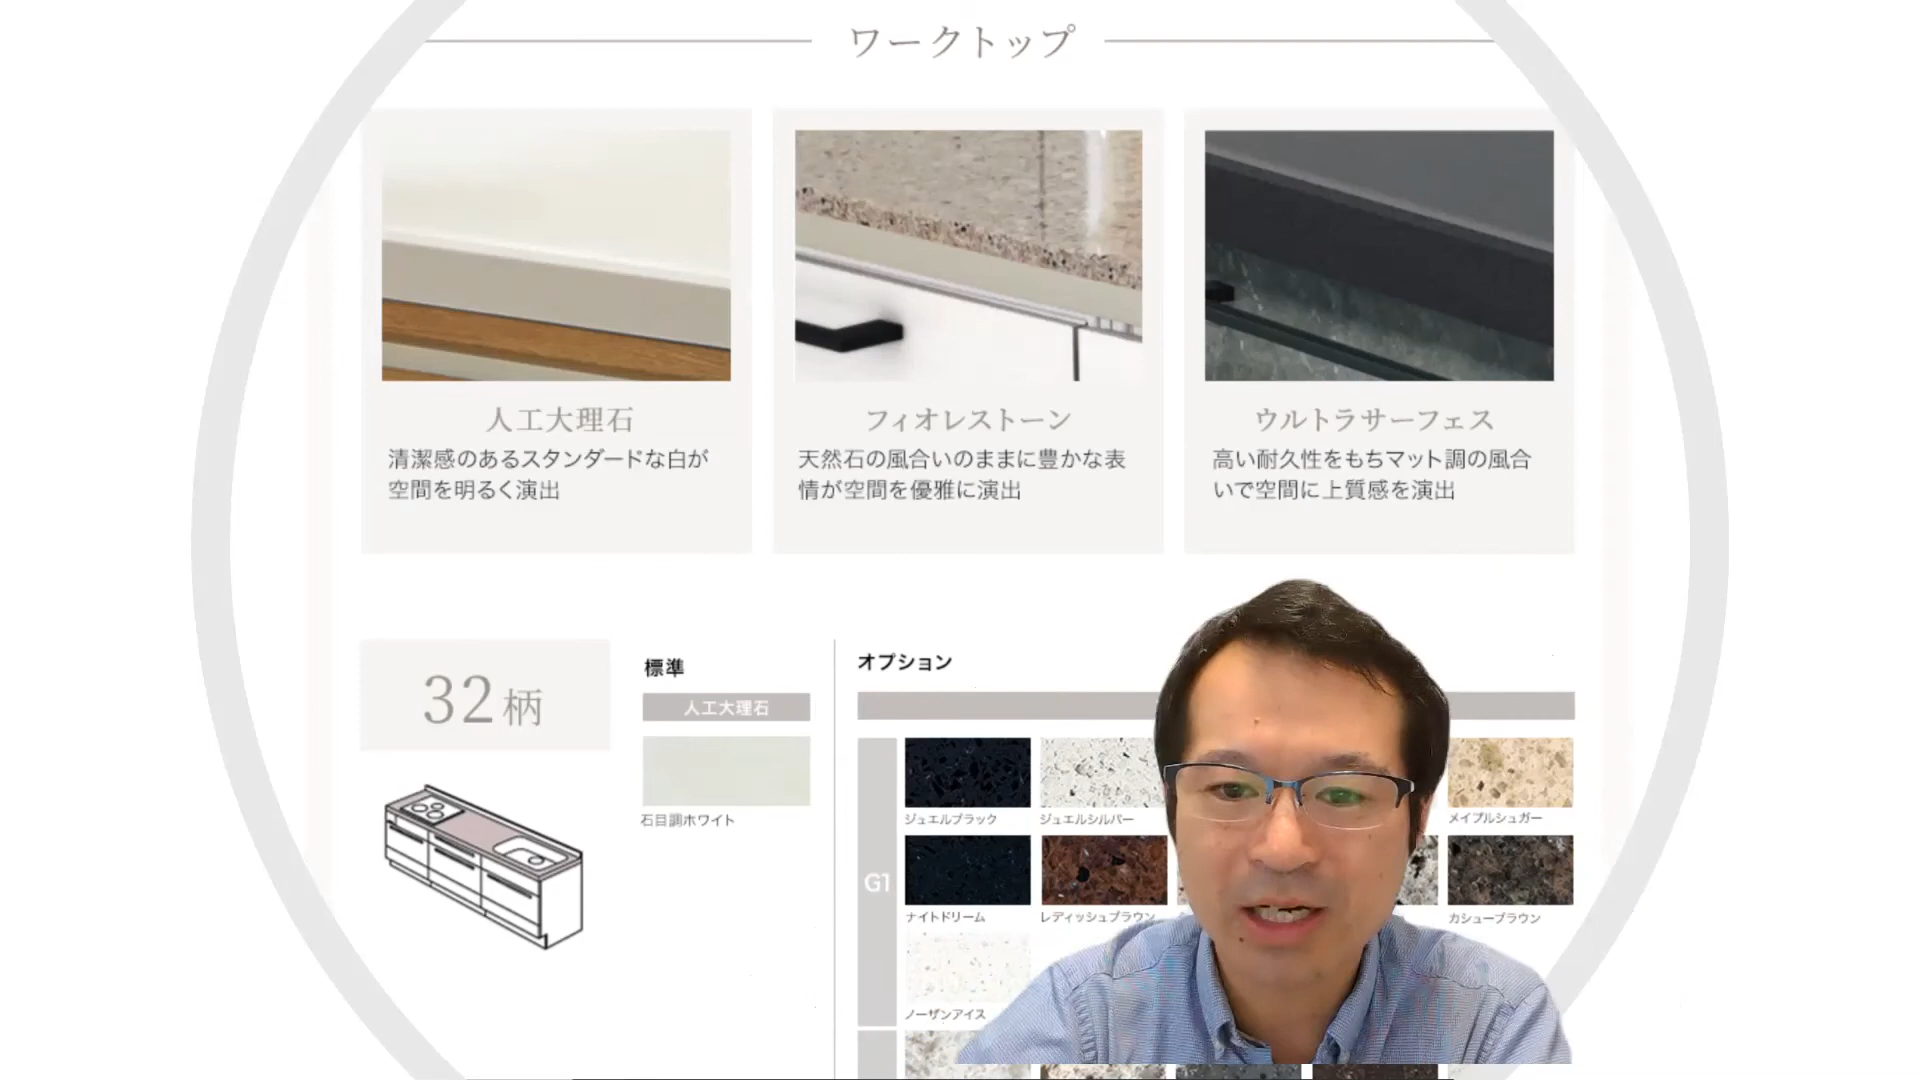 ワークトップ
人工大理石
清潔感のあるスタンダードな白が
空間を明るく演出
フィオレストーン
天然石の風合いのままに豊かな表
情が空間を優雅に演出
ウルトラサーフェス
高い耐久性をもちマット調の風合
いで空間に上質感を演出
32柄
標準
人工大理石
石目調ホワイト
オプション
G1
ジュエルブラック
ジュエルシルバー
メイプルシュガー
ナイトドリーム
レディッシュブラウン
カシューブラウン
ノーザンアイス